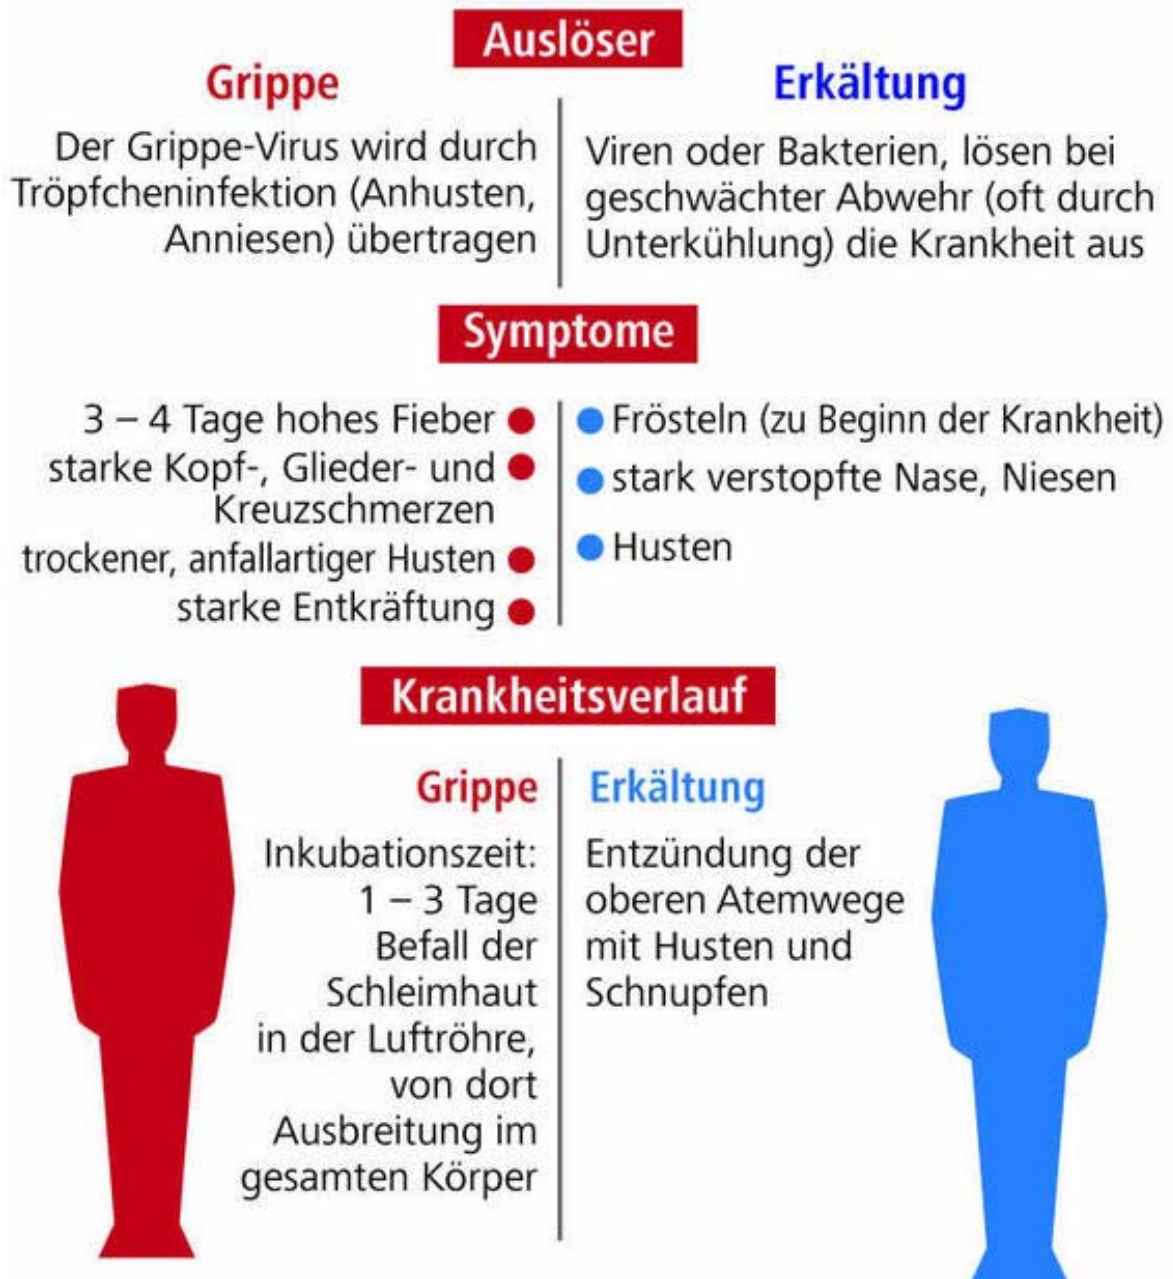 Auslöser
Grippe
Der Grippe-Virus wird durch
Tröpfcheninfektion (Anhusten,
Anniesen) übertragen
Erkältung
Viren oder Bakterien, lösen bei
geschwächter Abwehr (oft durch
Unterkühlung) die Krankheit aus
Symptome
3 – 4 Tage hohes Fieber
starke Kopf-, Glieder- und
Kreuzschmerzen
trockener, anfallartiger Husten
starke Entkräftung
Frösteln (zu Beginn der Krankheit)
stark verstopfte Nase, Niesen
Husten
Krankheitsverlauf
Grippe
Inkubationszeit:
1 – 3 Tage
Befall der
Schleimhaut
in der Luftröhre,
von dort
Ausbreitung im
gesamten Körper
Erkältung
Entzündung der
oberen Atemwege
mit Husten und
Schnupfen